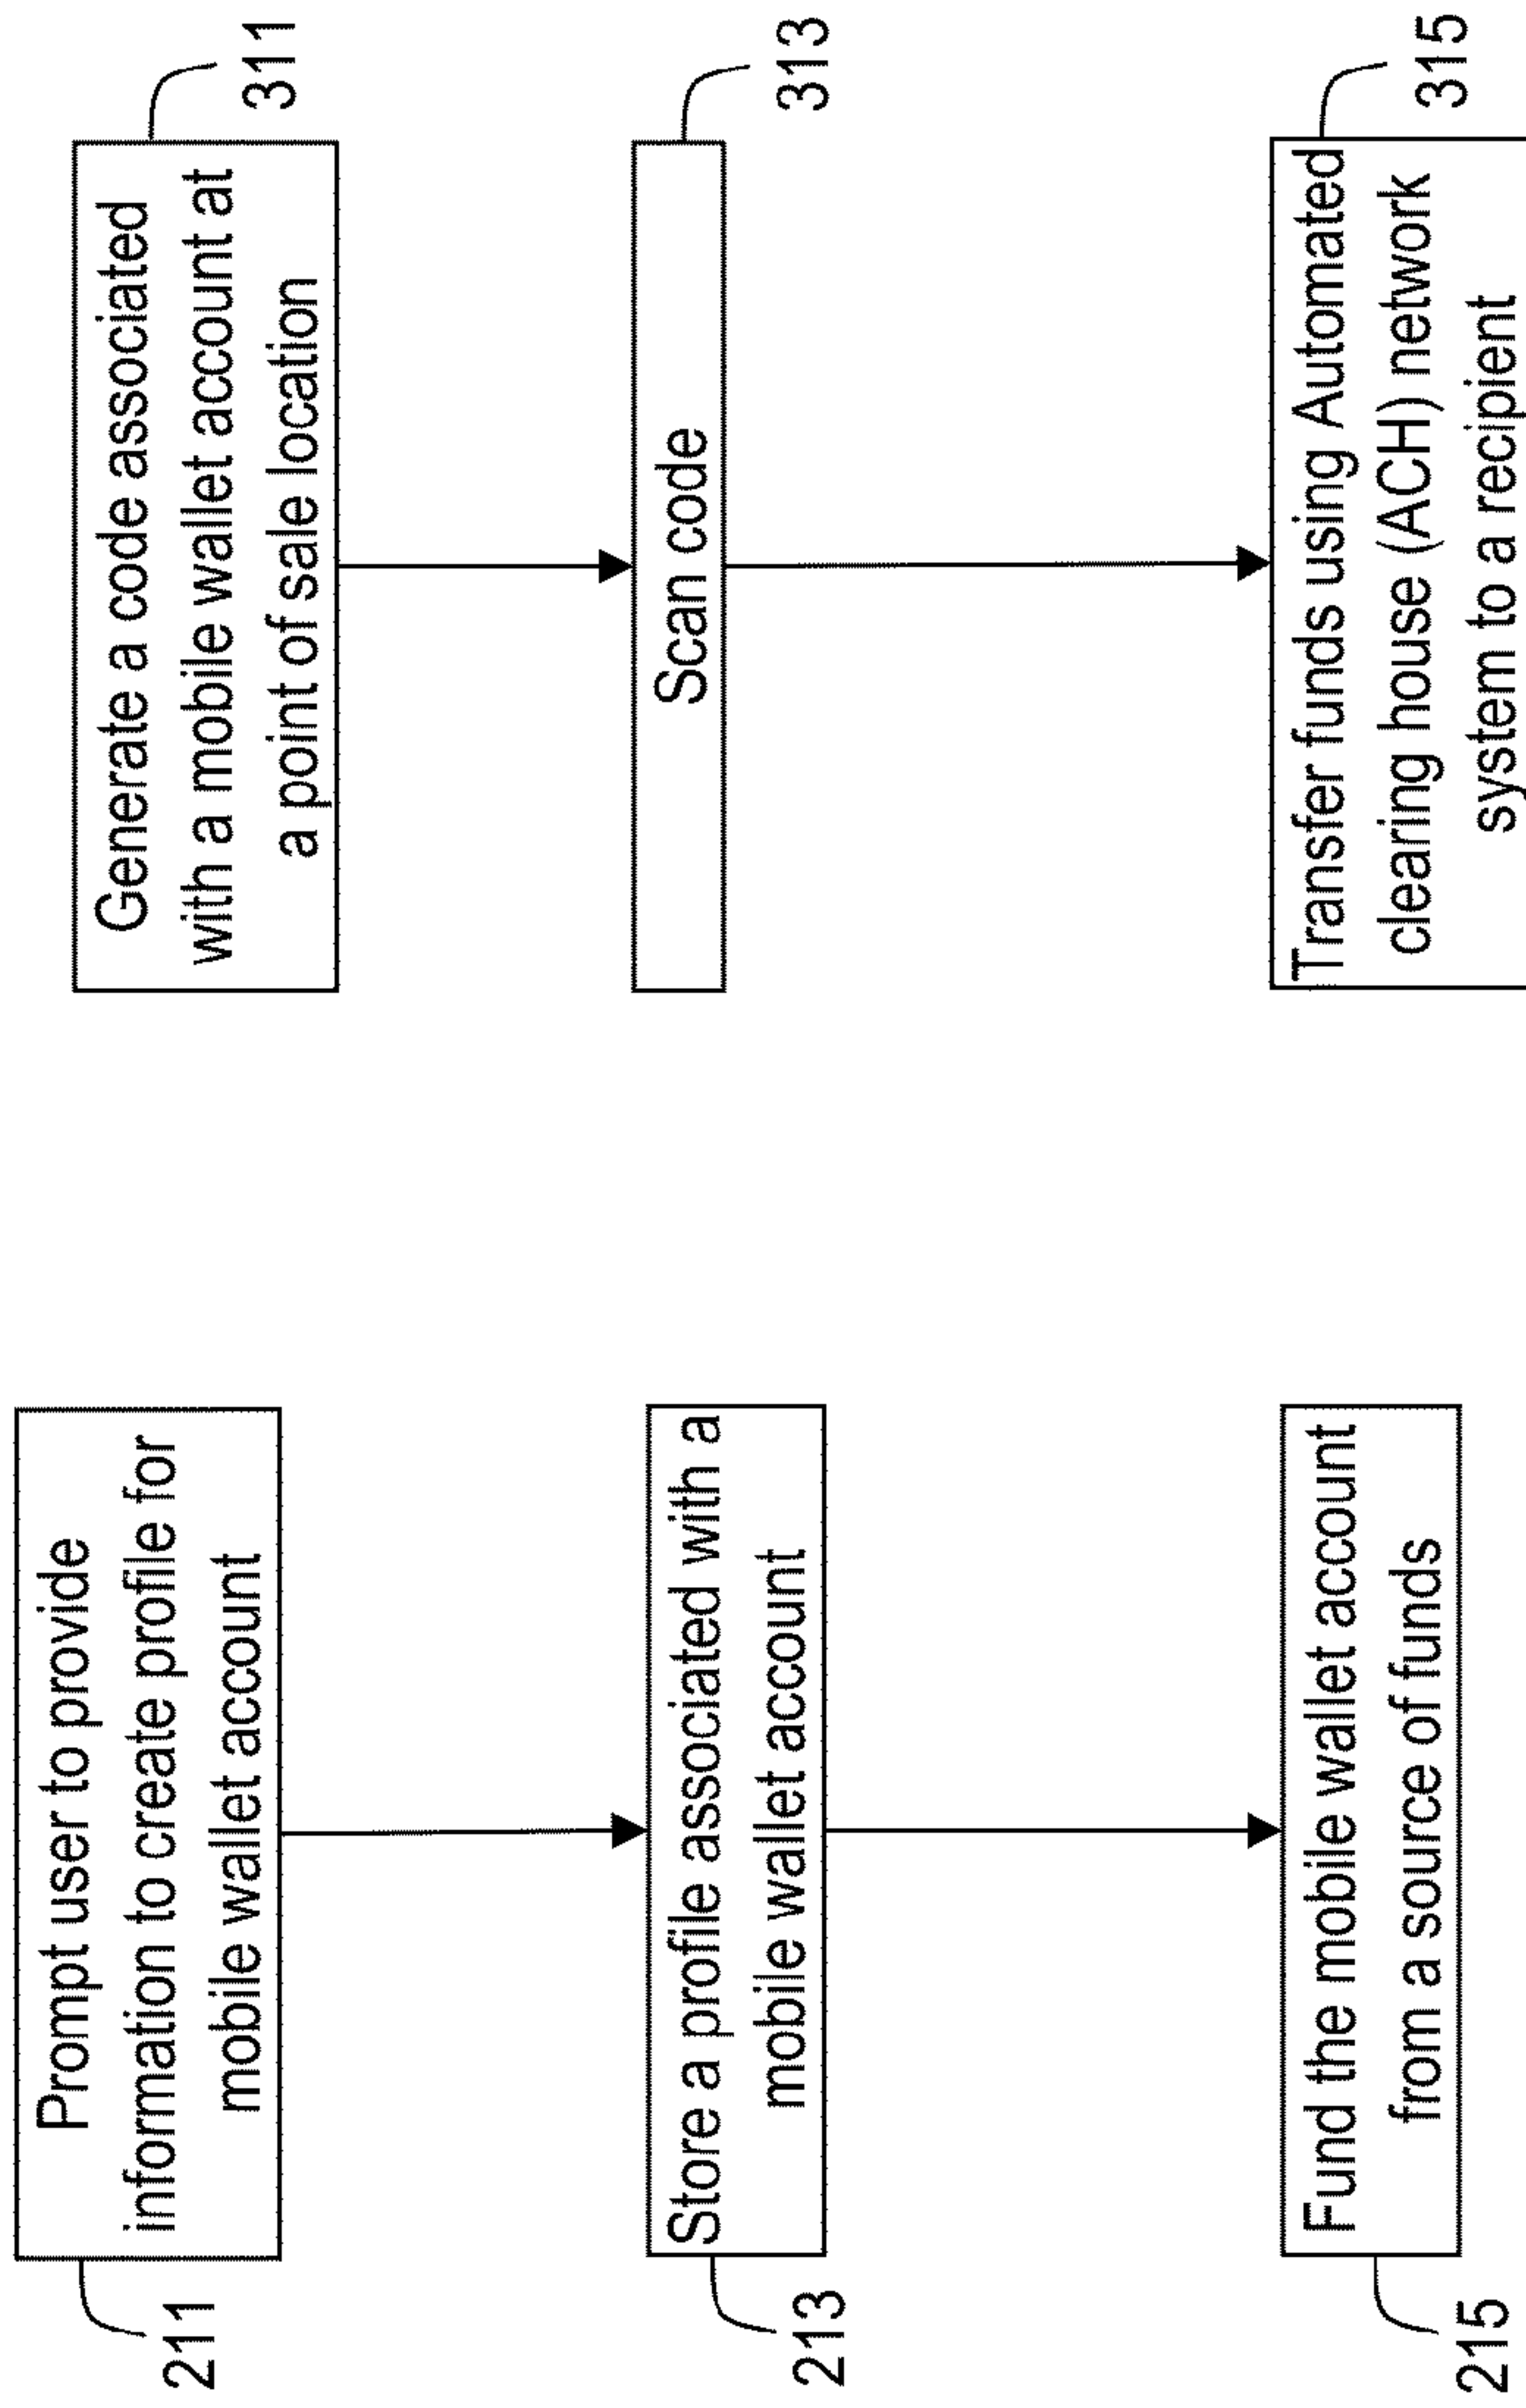 211
Prompt user to provide
information to create profile for
mobile wallet account
213
Store a profile associated with a
mobile wallet account
215
Fund the mobile wallet account
from a source of funds
311
Generate a code associated
with a mobile wallet account at
a point of sale location
313
Scan code
315
Transfer funds using Automated
clearing house (ACH) network
system to a recipient